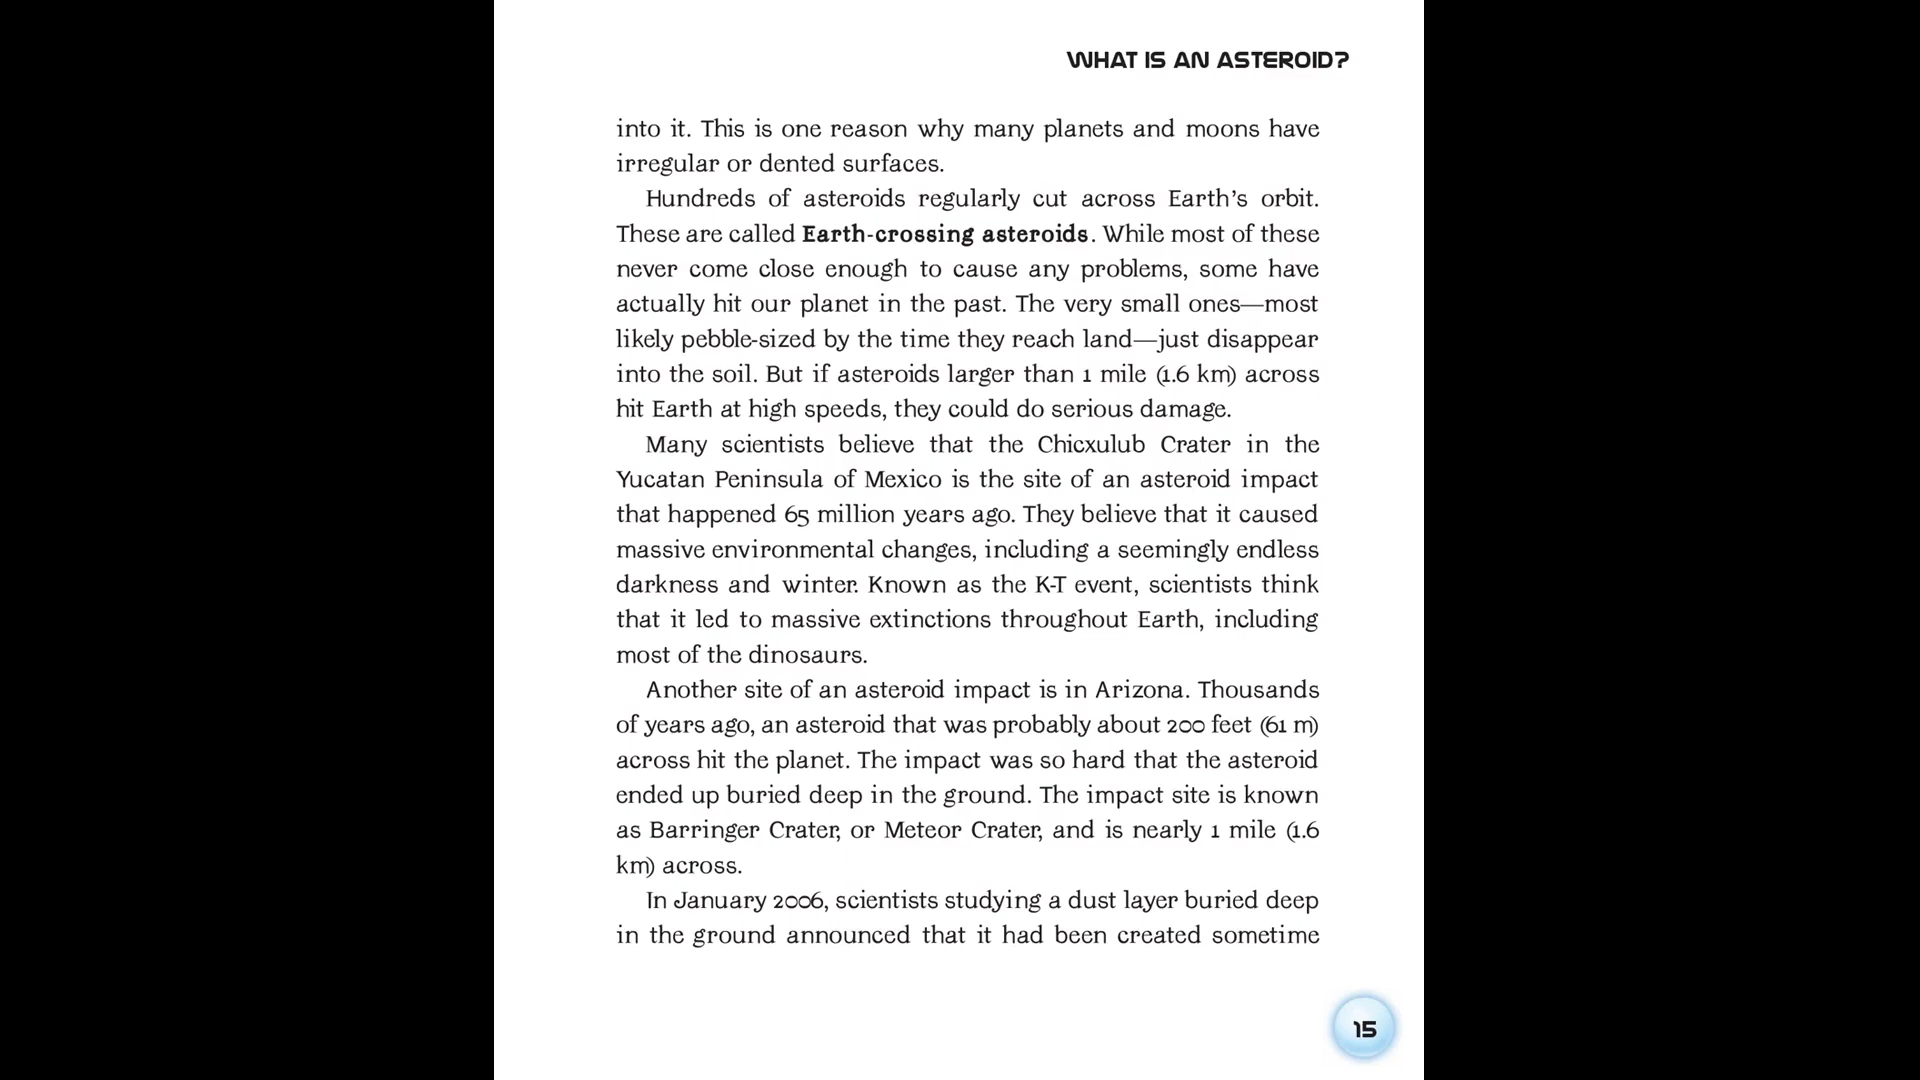 WHAT IS AN ASTEROID?
into it. This is one reason why many planets and moons have
irregular or dented surfaces.
Hundreds of asteroids regularly cut across Earth’s orbit.
These are called Earth-crossing asteroids. While most of these
never come close enough to cause any problems, some have
actually hit our planet in the past. The very small ones—most
likely pebble-sized by the time they reach land—just disappear
into the soil. But if asteroids larger than 1 mile (1.6 km) across
hit Earth at high speeds, they could do serious damage.
Many scientists believe that the Chicxulub Crater in the
Yucatan Peninsula of Mexico is the site of an asteroid impact
that happened 65 million years ago. They believe that it caused
massive environmental changes, including a seemingly endless
darkness and winter. Known as the K-T event, scientists think
that it led to massive extinctions throughout Earth, including
most of the dinosaurs.
Another site of an asteroid impact is in Arizona. Thousands
of years ago, an asteroid that was probably about 200 feet (61 m)
across hit the planet. The impact was so hard that the asteroid
ended up buried deep in the ground. The impact site is known
as Barringer Crater, or Meteor Crater, and is nearly 1 mile (1.6
km) across.
In January 2006, scientists studying a dust layer buried deep
in the ground announced that it had been created sometime
15